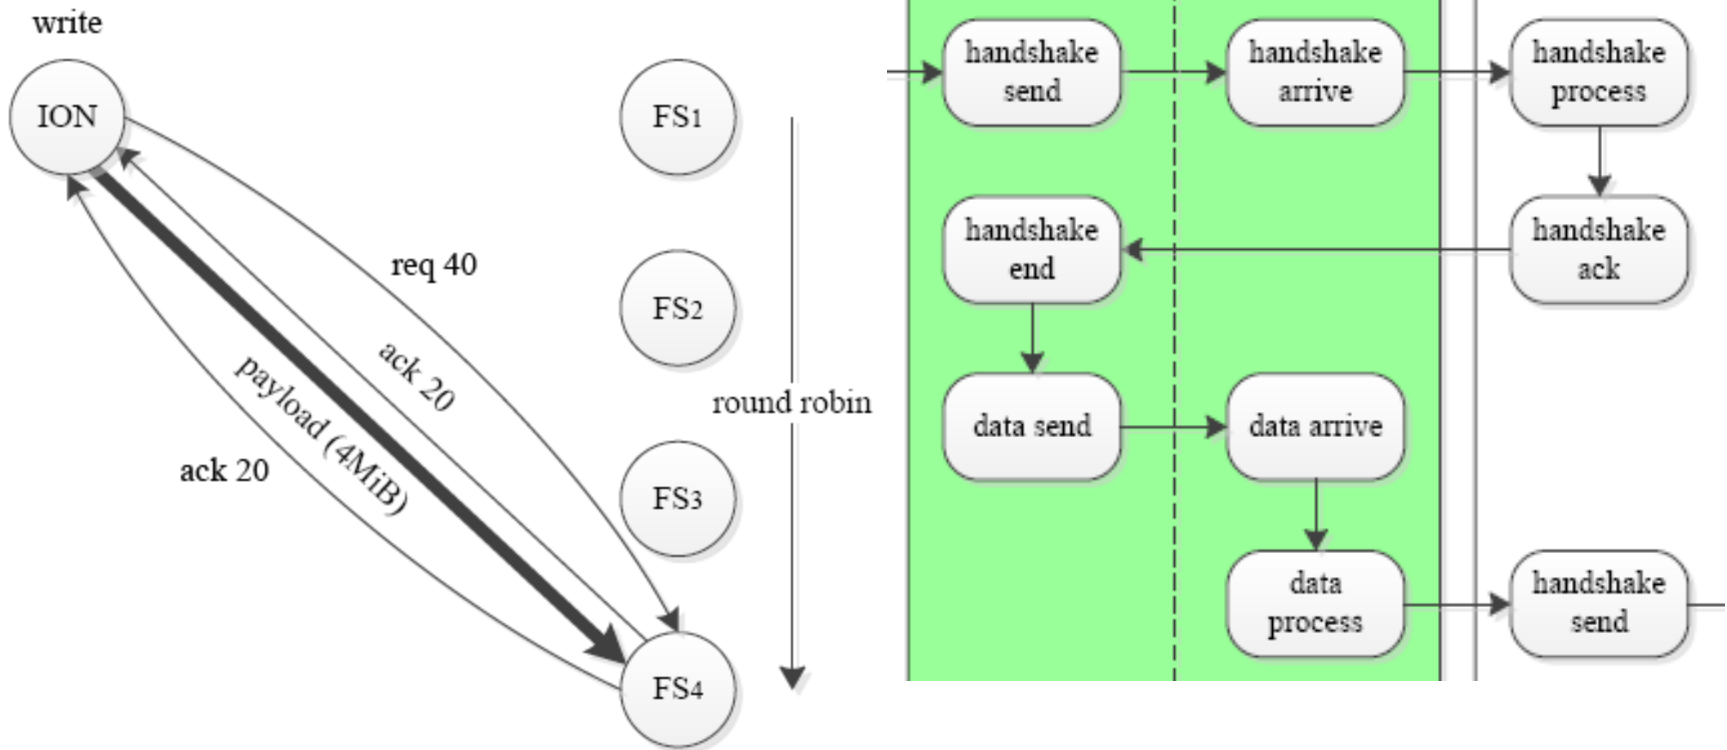 write
ION
FS1
FS2
FS3
FS4
req 40
ack 20
payload (4MiB)
ack 20
round robin
handshake
send
handshake
arrive
handshake
process
handshake
end
handshake
ack
data send
data arrive
data
process
handshake
send